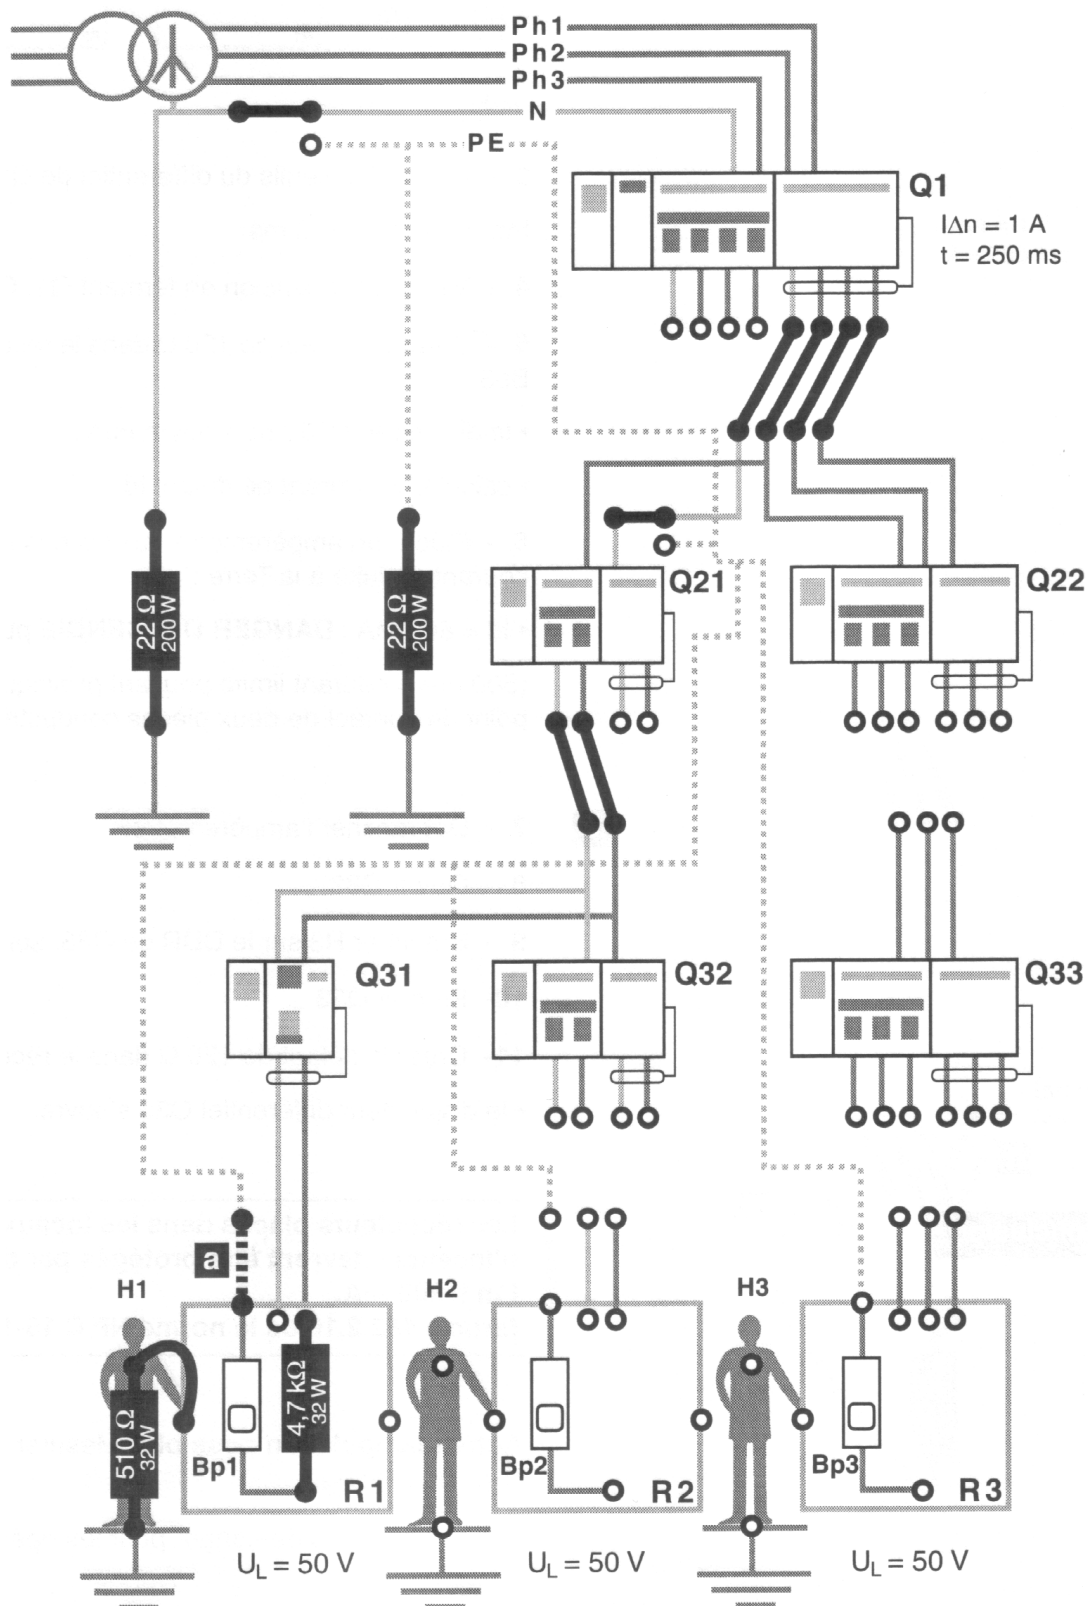 Ph1
Ph2
Ph3
N
PE
Q1
I∆n = 1 A
t = 250 ms
Q21
Q22
22 Ω
200 W
22 Ω
200 W
Q31
Q32
Q33
a
H1
H2
H3
510 Ω
32 W
4,7 kΩ
32 W
Bp1
R1
Bp2
R2
Bp3
R3
UL = 50 V
UL = 50 V
UL = 50 V